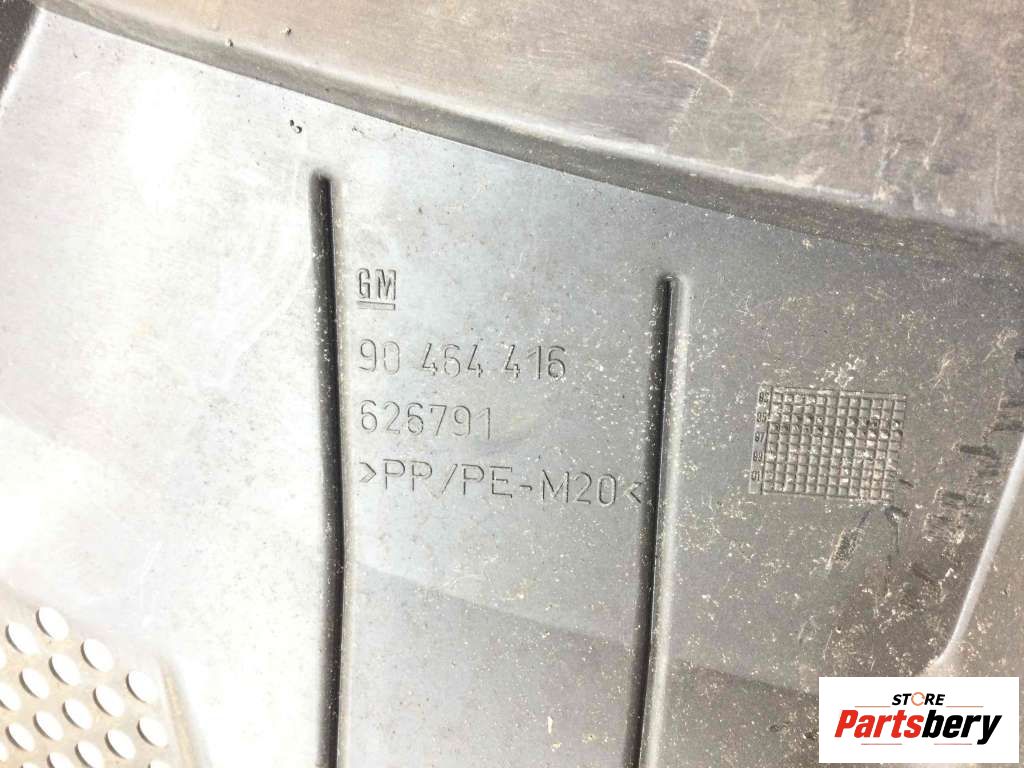 GM
90 464 416
626791
>PP/PE-M20<
STORE
Partsbery